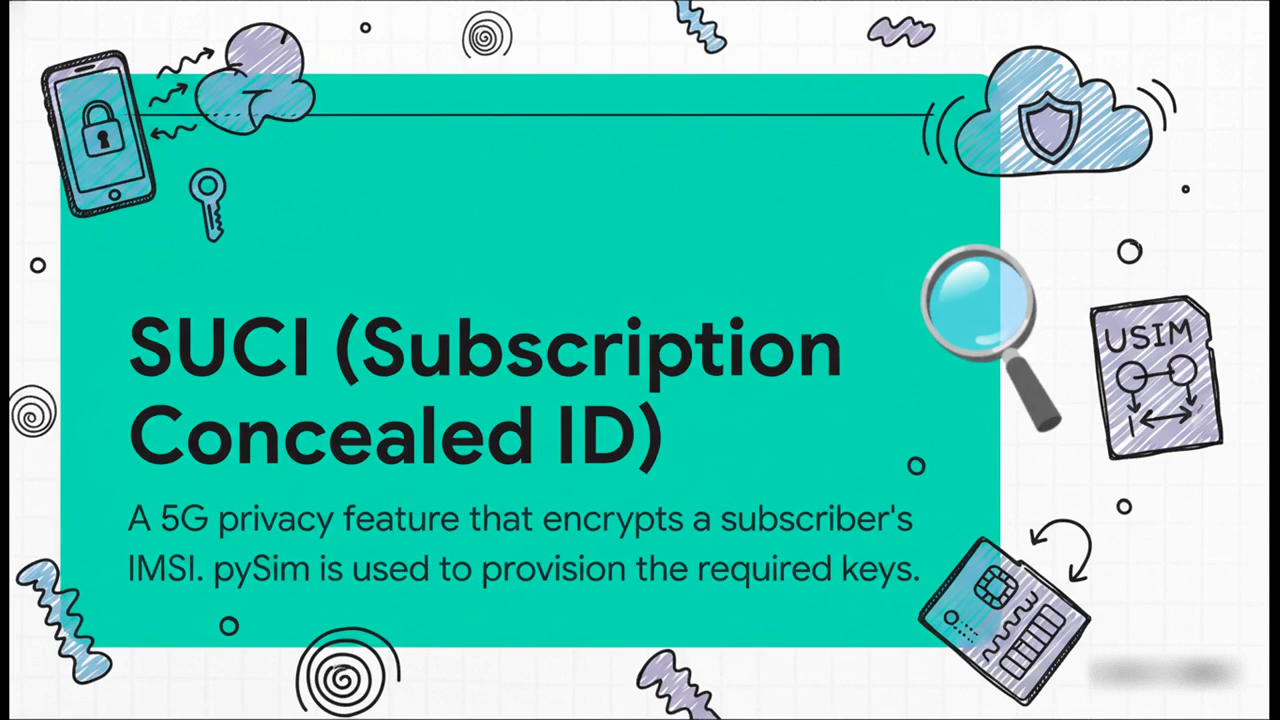 SUCI (Subscription
Concealed ID)
A 5G privacy feature that encrypts a subscriber's
IMSI. pySim is used to provision the required keys.
USIM